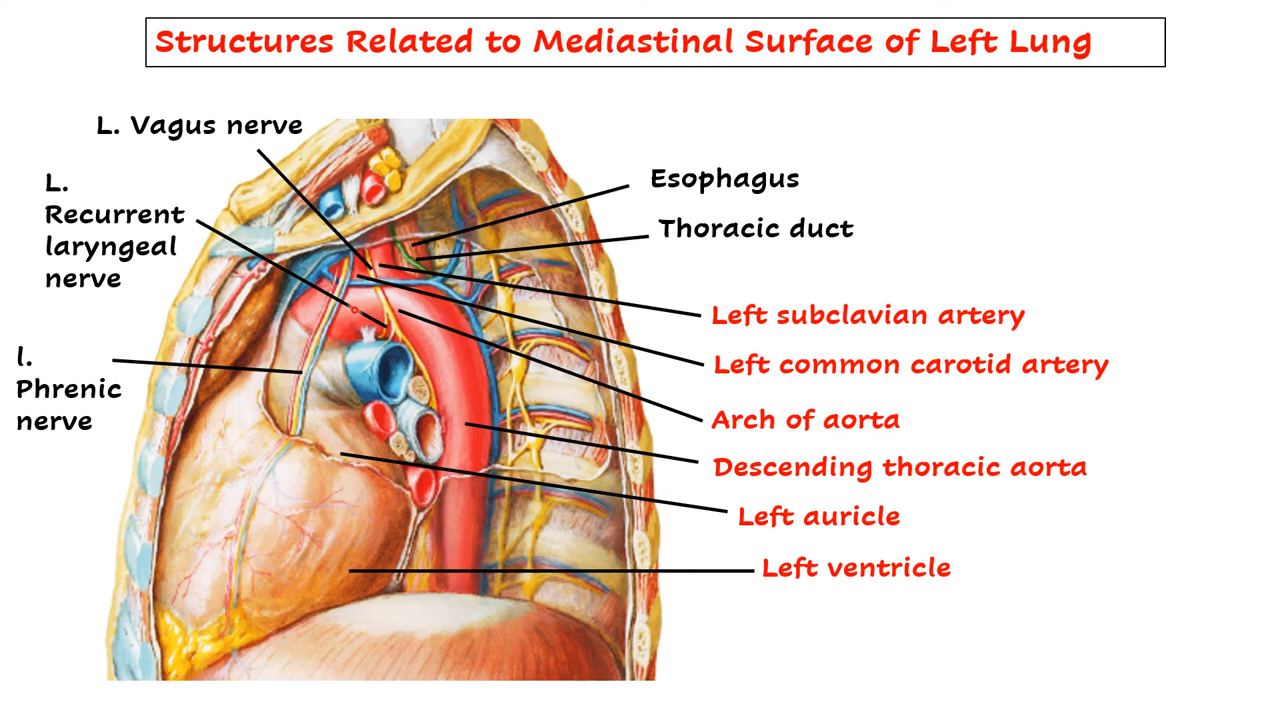 Structures Related to Mediastinal Surface of Left Lung
L. Vagus nerve
L.
Recurrent
laryngeal
nerve
l.
Phrenic
nerve
Esophagus
Thoracic duct
Left subclavian artery
Left common carotid artery
Arch of aorta
Descending thoracic aorta
Left auricle
Left ventricle